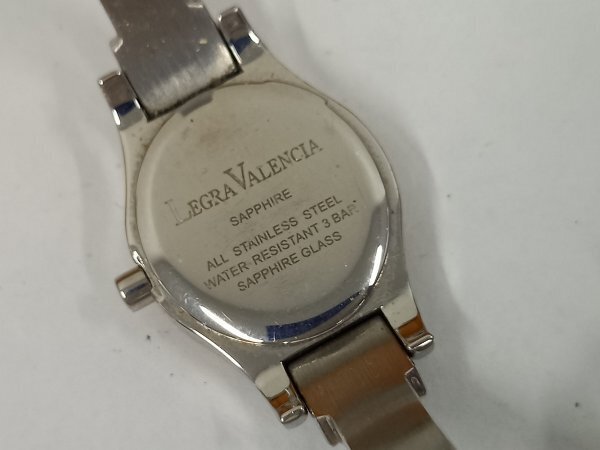 LEGRA VALENCIA
SAPPHIRE
ALL STAINLESS STEEL
WATER RESISTANT 3 BAR
SAPPHIRE GLASS